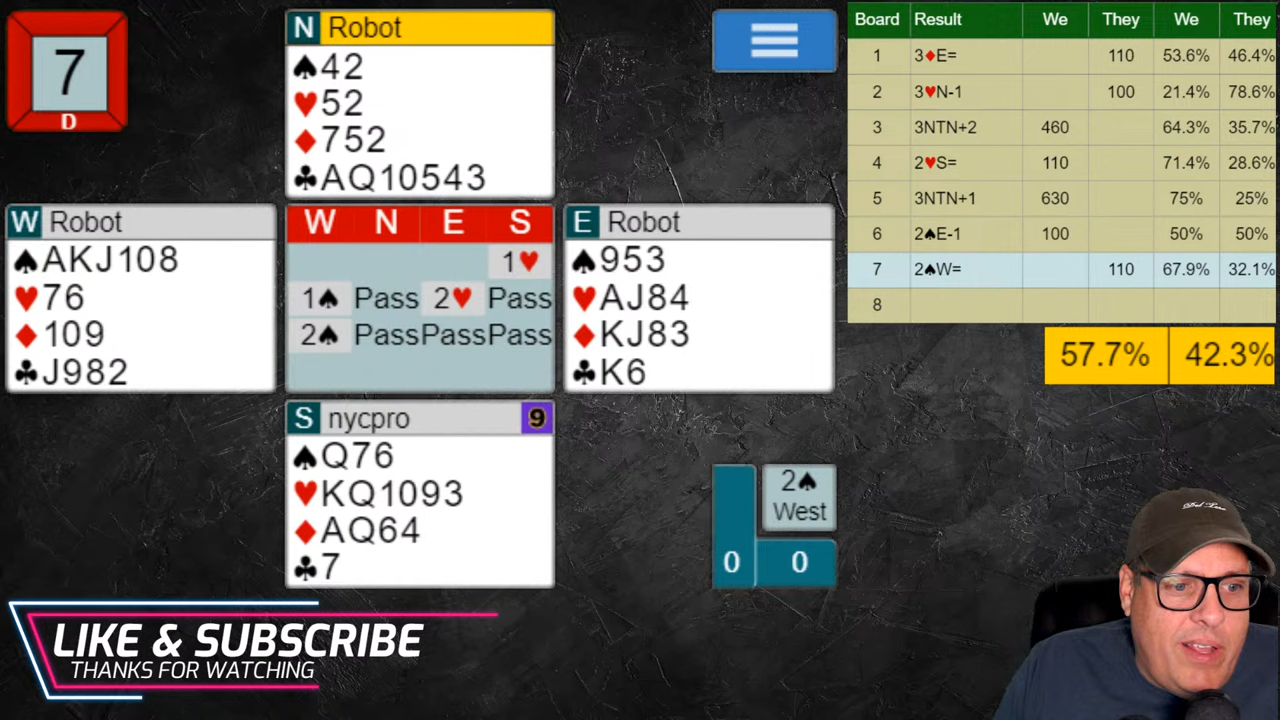 7
D
N Robot
♠42
♥52
♦752
♣AQ10543
W Robot
♠AKJ108
♥76
♦109
♣J982
W N E S
1♥
1♠ Pass 2♥ Pass
2♠ Pass Pass Pass
E Robot
♠953
♥AJ84
♦KJ83
♣K6
S nycpro 9
♠Q76
♥KQ1093
♦AQ64
♣7
2♠
West
0 0
Board Result We They We They
1 3♦E= 110 53.6% 46.4%
2 3♥N-1 100 21.4% 78.6%
3 3NTN+2 460 64.3% 35.7%
4 2♥S= 110 71.4% 28.6%
5 3NTN+1 630 75% 25%
6 2♠E-1 100 50% 50%
7 2♠W= 110 67.9% 32.1%
8
57.7% 42.3%
LIKE & SUBSCRIBE
THANKS FOR WATCHING